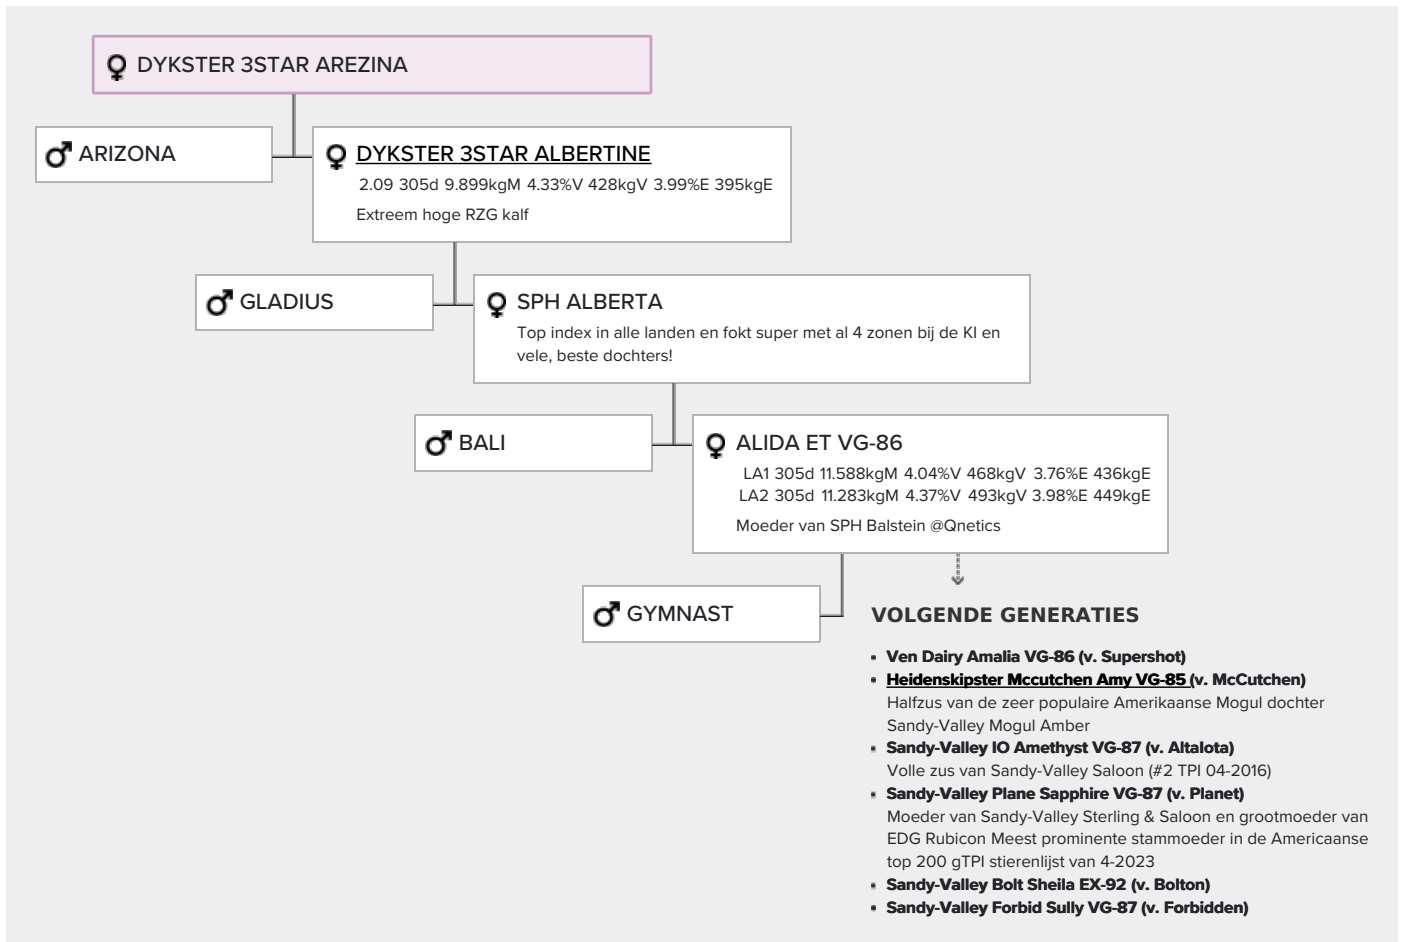 DYKSTER 3STAR AREZINA
ARIZONA
DYKSTER 3STAR ALBERTINE
2.09 305d 9.899kgM 4.33%V 428kgV 3.99%E 395kgE
Extreem hoge RZG kalf
GLADIUS
SPH ALBERTA
Top index in alle landen en fokt super met al 4 zonen bij de KI en
vele, beste dochters!
BALI
ALIDA ET VG-86
LA1 305d 11.588kgM 4.04%V 468kgV 3.76%E 436kgE
LA2 305d 11.283kgM 4.37%V 493kgV 3.98%E 449kgE
Moeder van SPH Balstein @Qnetics
GYMNAST
VOLGENDE GENERATIES
Ven Dairy Amalia VG-86 (v. Supershot)
Heidenskipster Mccutchen Amy VG-85 (v. McCutchen)
Halfzus van de zeer populaire Amerikaanse Mogul dochter
Sandy-Valley Mogul Amber
Sandy-Valley IO Amethyst VG-87 (v. Altalota)
Volle zus van Sandy-Valley Saloon (#2 TPI 04-2016)
Sandy-Valley Plane Sapphire VG-87 (v. Planet)
Moeder van Sandy-Valley Sterling & Saloon en grootmoeder van
EDG Rubicon Meest prominente stammoeder in de Americaanse
top 200 gTPI stierenlijst van 4-2023
Sandy-Valley Bolt Sheila EX-92 (v. Bolton)
Sandy-Valley Forbid Sully VG-87 (v. Forbidden)